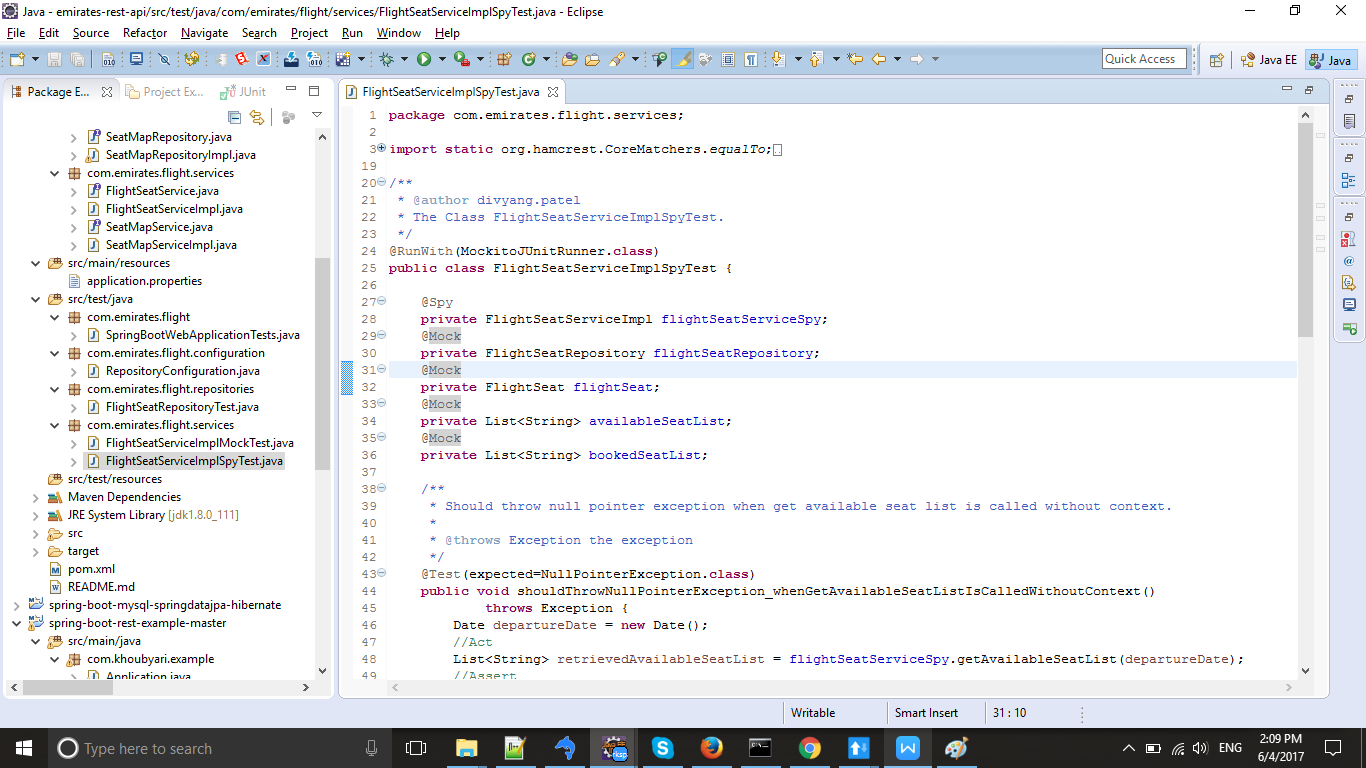 Java - emirates-rest-api/src/test/java/com/emirates/flight/services/FlightSeatServiceImplSpyTest.java - Eclipse
File Edit Source Refactor Navigate Search Project Run Window Help
Quick Access
Java EE
Java
Package E...
Project Ex...
JUnit
SeatMapRepository.java
SeatMapRepositoryImpl.java
com.emirates.flight.services
FlightSeatService.java
FlightSeatServiceImpl.java
SeatMapService.java
SeatMapServiceImpl.java
src/main/resources
application.properties
src/test/java
com.emirates.flight
SpringBootWebApplicationTests.java
com.emirates.flight.configuration
RepositoryConfiguration.java
com.emirates.flight.repositories
FlightSeatRepositoryTest.java
com.emirates.flight.services
FlightSeatServiceImplMockTest.java
FlightSeatServiceImplSpyTest.java
src/test/resources
Maven Dependencies
JRE System Library [jdk1.8.0_111]
src
target
pom.xml
README.md
spring-boot-mysql-springdatajpa-hibernate
spring-boot-rest-example-master
src/main/java
com.khoubyari.example
Application.java
FlightSeatServiceImplSpyTest.java
1 package com.emirates.flight.services;
2
3 import static org.hamcrest.CoreMatchers.equalTo;
19
20 /**
21 * @author divyang.patel
22 * The Class FlightSeatServiceImplSpyTest.
23 */
24 @RunWith(MockitoJUnitRunner.class)
25 public class FlightSeatServiceImplSpyTest {
26
27 @Spy
28 private FlightSeatServiceImpl flightSeatServiceSpy;
29 @Mock
30 private FlightSeatRepository flightSeatRepository;
31 @Mock
32 private FlightSeat flightSeat;
33 @Mock
34 private List<String> availableSeatList;
35 @Mock
36 private List<String> bookedSeatList;
37
38 /**
39 * Should throw null pointer exception when get available seat list is called without context.
40 *
41 * @throws Exception the exception
42 */
43 @Test(expected=NullPointerException.class)
44 public void shouldThrowNullPointerException_whenGetAvailableSeatListIsCalledWithoutContext()
45 throws Exception {
46 Date departureDate = new Date();
47 //Act
48 List<String> retrievedAvailableSeatList = flightSeatServiceSpy.getAvailableSeatList(departureDate);
49 //Assert
Writable
Smart Insert
31 : 10
Type here to search
ENG
2:09 PM
6/4/2017